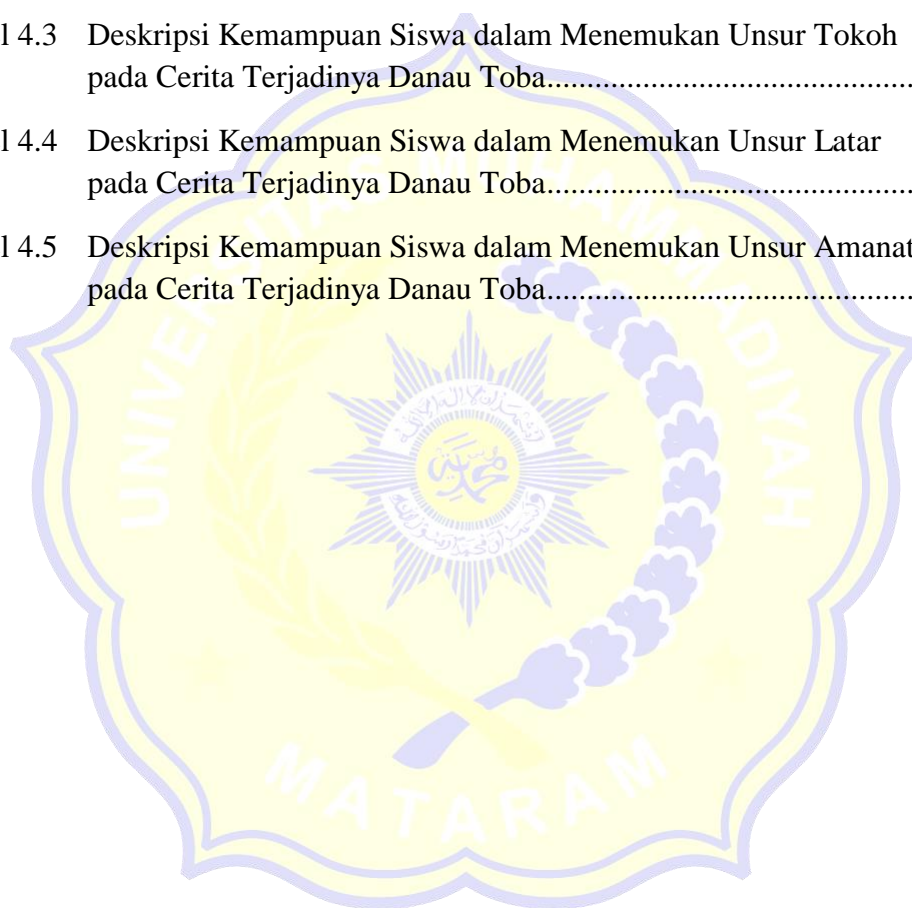 l 4.3 Deskripsi Kemampuan Siswa dalam Menemukan Unsur Tokoh
pada Cerita Terjadinya Danau Toba............................................
l 4.4 Deskripsi Kemampuan Siswa dalam Menemukan Unsur Latar
pada Cerita Terjadinya Danau Toba............................................
l 4.5 Deskripsi Kemampuan Siswa dalam Menemukan Unsur Amanat
pada Cerita Terjadinya Danau Toba............................................
UNIVERSITAS MUHAMMADIYAH
MATARAM